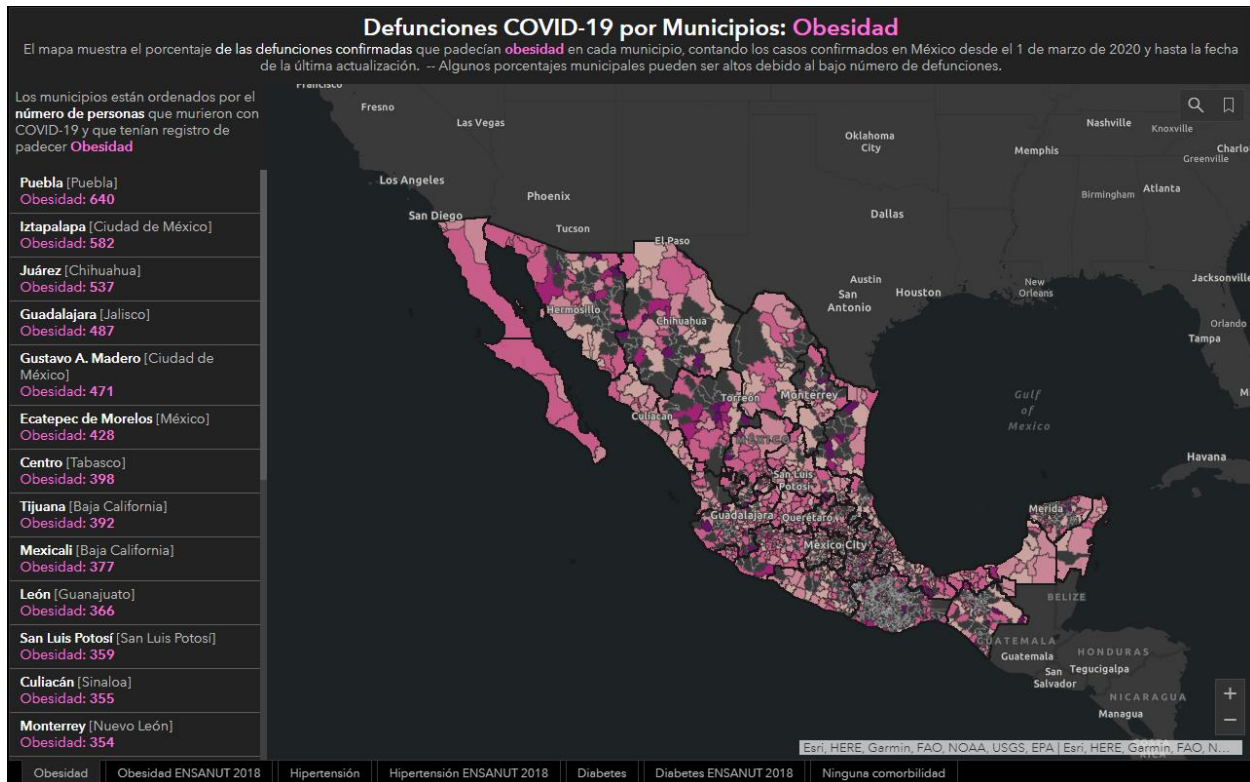 Defunciones COVID-19 por Municipios: Obesidad
El mapa muestra el porcentaje de las defunciones confirmadas que padecían obesidad en cada municipio, contando los casos confirmados en México desde el 1 de marzo de 2020 y hasta la fecha
de la última actualización. -- Algunos porcentajes municipales pueden ser altos debido al bajo número de defunciones.
Los municipios están ordenados por el
número de personas que murieron con
COVID-19 y que tenían registro de
padecer Obesidad
Puebla [Puebla]
Obesidad: 640
Iztapalapa [Ciudad de México]
Obesidad: 582
Juárez [Chihuahua]
Obesidad: 537
Guadalajara [Jalisco]
Obesidad: 487
Gustavo A. Madero [Ciudad de
México]
Obesidad: 471
Ecatepec de Morelos [México]
Obesidad: 428
Centro [Tabasco]
Obesidad: 398
Tijuana [Baja California]
Obesidad: 392
Mexicali [Baja California]
Obesidad: 377
León [Guanajuato]
Obesidad: 366
San Luis Potosí [San Luis Potosí]
Obesidad: 359
Culiacán [Sinaloa]
Obesidad: 355
Monterrey [Nuevo León]
Obesidad: 354
Fresno
Las Vegas
Oklahoma
City
Nashville
Knoxville
Memphis
Charlo
Greenville
Los Angeles
Phoenix
Birmingham
Atlanta
San Diego
Dallas
Tucson
El Paso
Austin
San
Antonio
Houston
New
Orleans
Jacksonville
Hermosillo
Chihuahua
Orlando
Tampa
Torreón
Monterrey
Culiacan
Gulf
of
Mexico
MÉXICO
Havana
San Luis
Potosí
Guadalajara
Querétaro
Merida
Mexico City
BELIZE
GUATEMALA
Guatemala
HONDURAS
San
Salvador
Tegucigalpa
NICARAGUA
Managua
Esri, HERE, Garmin, FAO, NOAA, USGS, EPA | Esri, HERE, Garmin, FAO, N...
Obesidad
Obesidad ENSANUT 2018
Hipertensión
Hipertensión ENSANUT 2018
Diabetes
Diabetes ENSANUT 2018
Ninguna comorbilidad